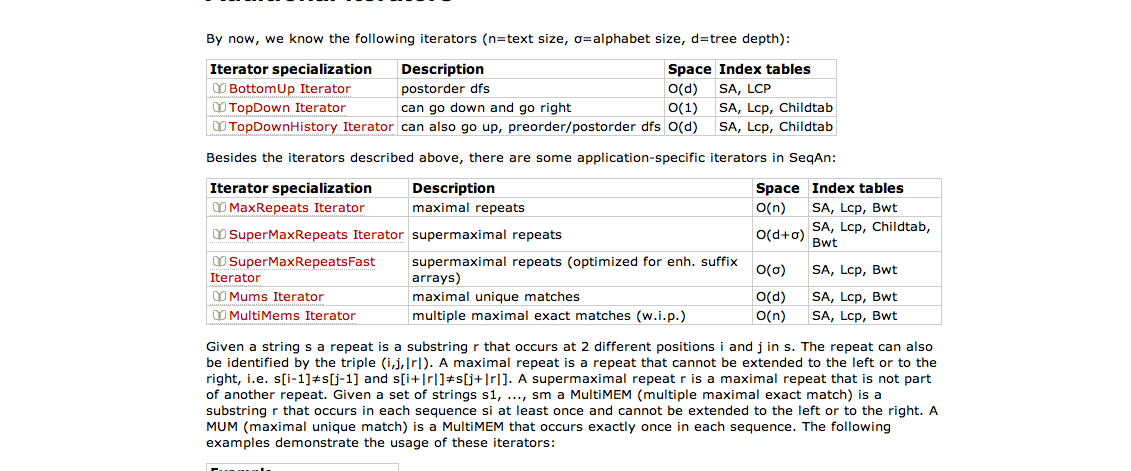 Additional Iterators
By now, we know the following iterators (n=text size, σ=alphabet size, d=tree depth):
Iterator specialization Description Space Index tables
BottomUp Iterator postorder dfs O(d) SA, LCP
TopDown Iterator can go down and go right O(1) SA, Lcp, Childtab
TopDownHistory Iterator can also go up, preorder/postorder dfs O(d) SA, Lcp, Childtab
Besides the iterators described above, there are some application-specific iterators in SeqAn:
Iterator specialization Description Space Index tables
MaxRepeats Iterator maximal repeats O(n) SA, Lcp, Bwt
SuperMaxRepeats Iterator supermaximal repeats O(d+σ) SA, Lcp, Childtab,
Bwt
SuperMaxRepeatsFast supermaximal repeats (optimized for enh. suffix
Iterator arrays) O(σ) SA, Lcp, Bwt
Mums Iterator maximal unique matches O(d) SA, Lcp, Bwt
MultiMems Iterator multiple maximal exact matches (w.i.p.) O(n) SA, Lcp, Bwt
Given a string s a repeat is a substring r that occurs at 2 different positions i and j in s. The repeat can also
be identified by the triple (i,j,|r|). A maximal repeat is a repeat that cannot be extended to the left or to the
right, i.e. s[i-1]≠s[j-1] and s[i+|r|]≠s[j+|r|]. A supermaximal repeat r is a maximal repeat that is not part
of another repeat. Given a set of strings s1, ..., sm a MultiMEM (multiple maximal exact match) is a
substring r that occurs in each sequence si at least once and cannot be extended to the left or to the right. A
MUM (maximal unique match) is a MultiMEM that occurs exactly once in each sequence. The following
examples demonstrate the usage of these iterators:
Example